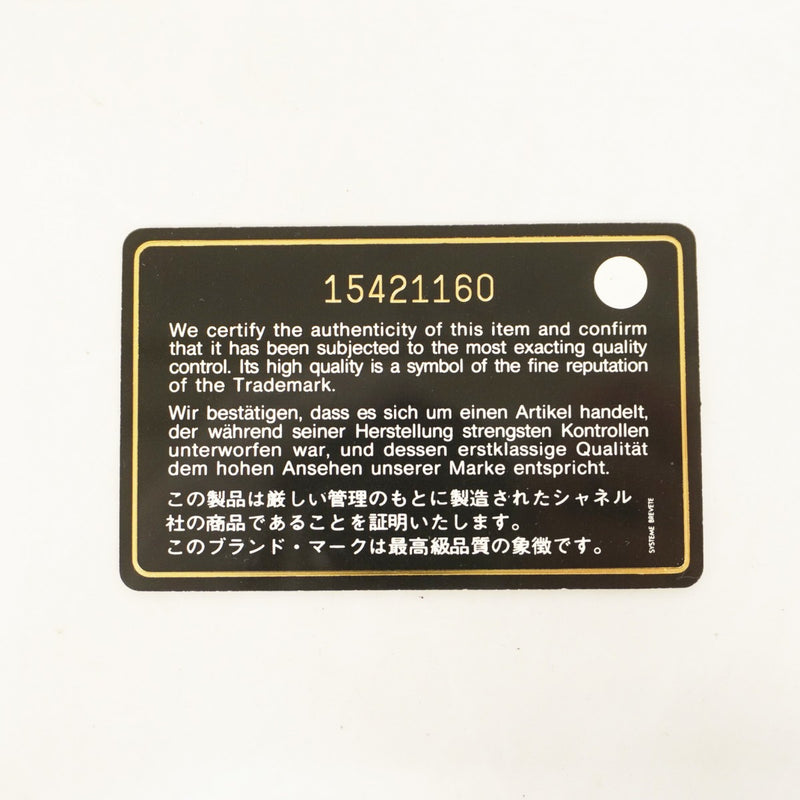 15421160
We certify the authenticity of this item and confirm
that it has been subjected to the most exacting quality
control. Its high quality is a symbol of the fine reputation
of the Trademark.
Wir bestätigen, dass es sich um einen Artikel handelt,
der während seiner Herstellung strengsten Kontrollen
unterworfen war, und dessen erstklassige Qualität
dem hohen Ansehen unserer Marke entspricht.
この製品は厳しい管理のもとに製造されたシャネル
社の商品であることを証明いたします。
このブランド・マークは最高級品質の象徴です。
SYSTEME BREVETE